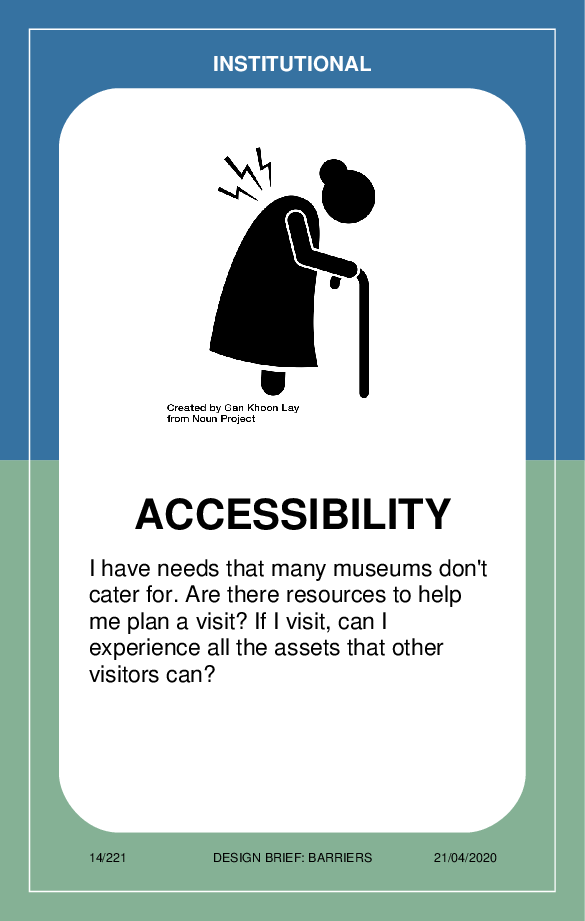 INSTITUTIONAL
Created by Gan Khoon Lay
from Noun Project
ACCESSIBILITY
I have needs that many museums don't
cater for. Are there resources to help
me plan a visit? If I visit, can I
experience all the assets that other
visitors can?
14/221 DESIGN BRIEF: BARRIERS 21/04/2020